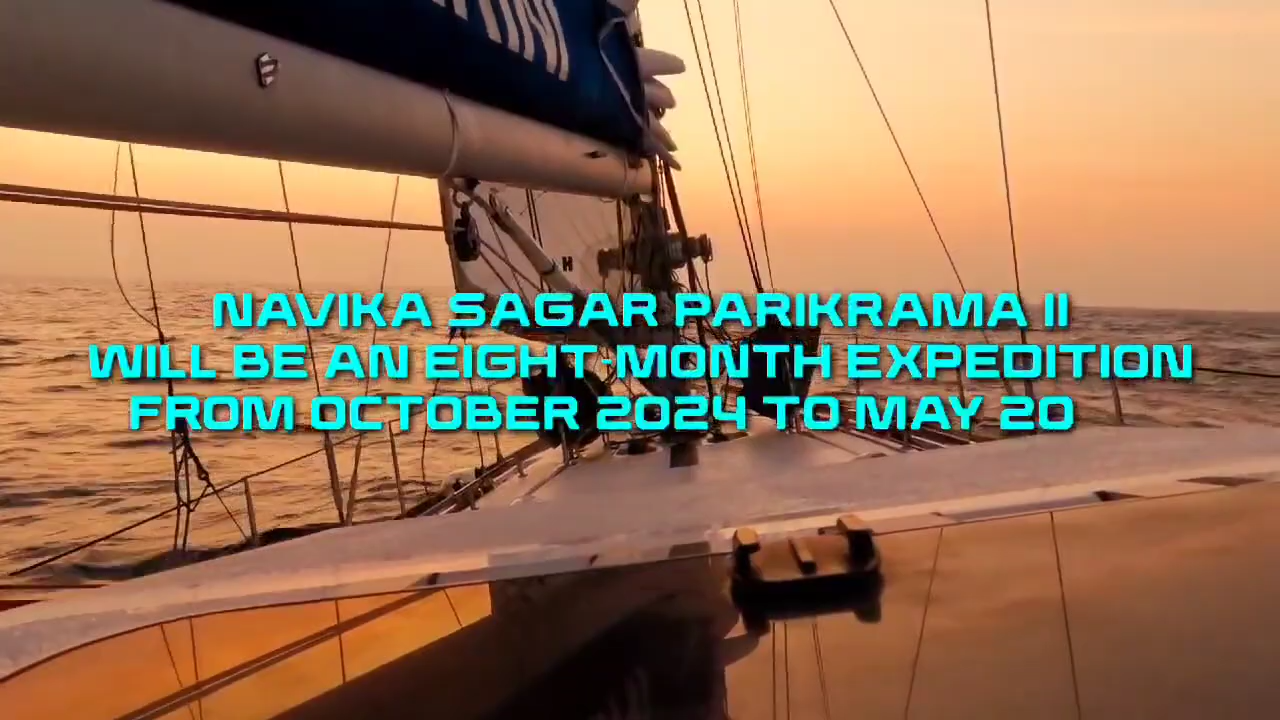 NAVIKA SAGAR PARIKRAMA II
WILL BE AN EIGHT-MONTH EXPEDITION
FROM OCTOBER 2024 TO MAY 20